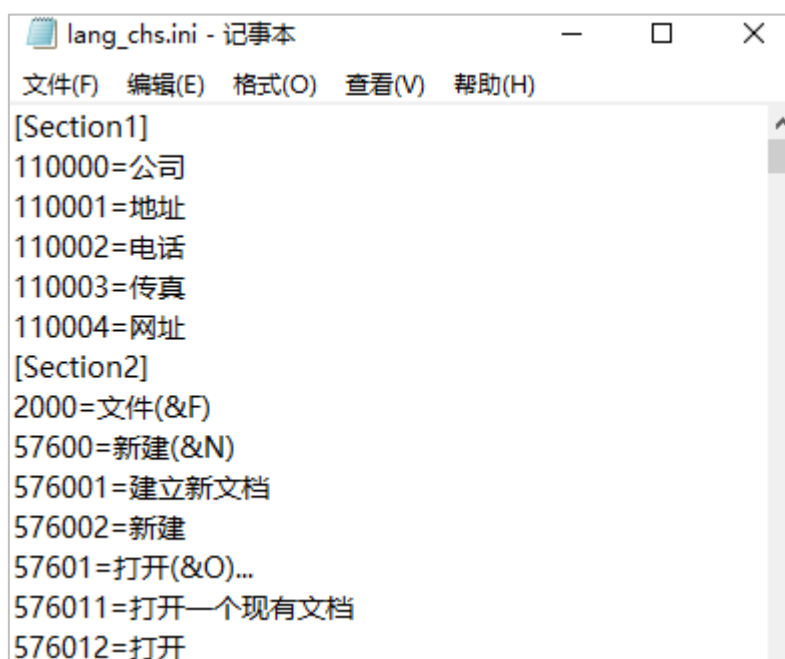 lang_chs.ini - 记事本
文件(F) 编辑(E) 格式(O) 查看(V) 帮助(H)
[Section1]
110000=公司
110001=地址
110002=电话
110003=传真
110004=网址
[Section2]
2000=文件(&F)
57600=新建(&N)
576001=建立新文档
576002=新建
57601=打开(&O)...
576011=打开一个现有文档
576012=打开